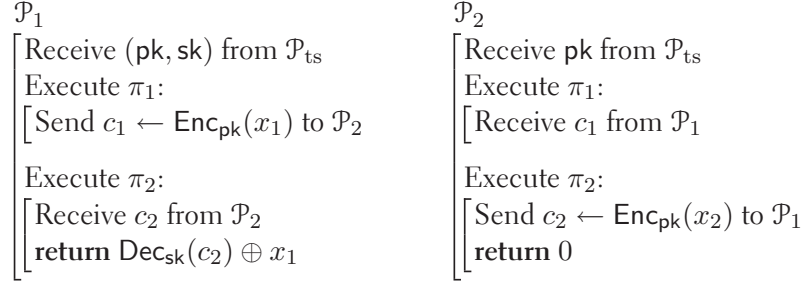 𝒫₁
Receive (pk, sk) from 𝒫ₜₛ
Execute π₁:
Send c₁ ← Encₚₖ(x₁) to 𝒫₂
Execute π₂:
Receive c₂ from 𝒫₂
return Decₛₖ(c₂) ⊕ x₁
𝒫₂
Receive pk from 𝒫ₜₛ
Execute π₁:
Receive c₁ from 𝒫₁
Execute π₂:
Send c₂ ← Encₚₖ(x₂) to 𝒫₁
return 0